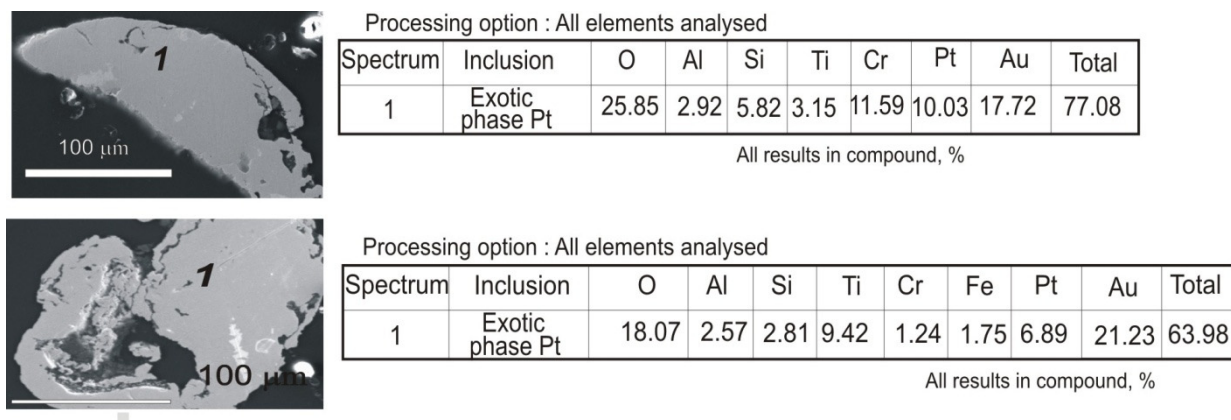 1
100 μm
Processing option : All elements analysed
Spectrum Inclusion O Al Si Ti Cr Pt Au Total
1 Exotic phase Pt 25.85 2.92 5.82 3.15 11.59 10.03 17.72 77.08
All results in compound, %
1
100 μm
Processing option : All elements analysed
Spectrum Inclusion O Al Si Ti Cr Fe Pt Au Total
1 Exotic phase Pt 18.07 2.57 2.81 9.42 1.24 1.75 6.89 21.23 63.98
All results in compound, %